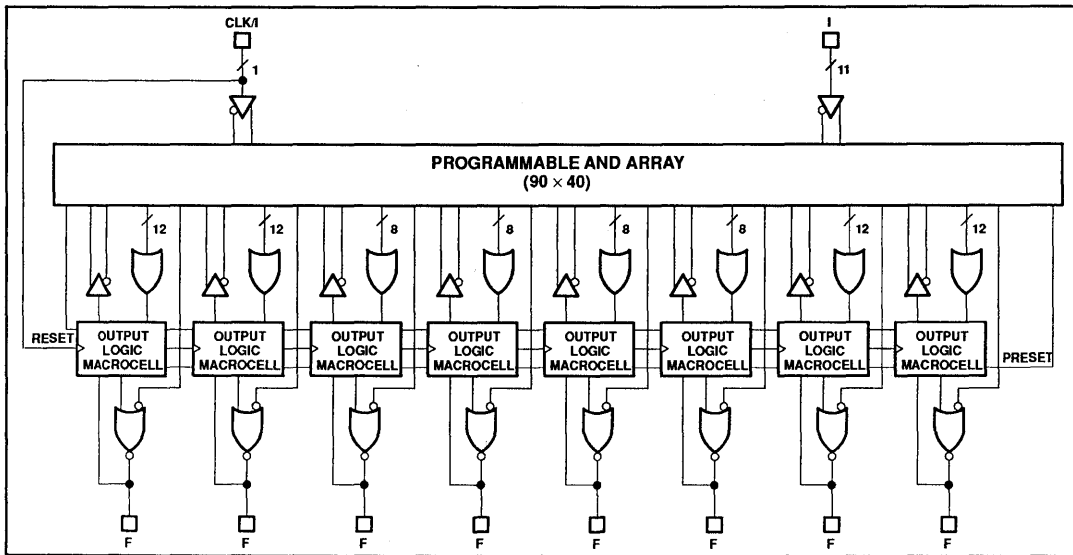 CLK/I I
1 11
PROGRAMMABLE AND ARRAY
(90 × 40)
12 12 8 8 8 8 12 12
RESET
OUTPUT LOGIC MACROCELL
OUTPUT LOGIC MACROCELL
OUTPUT LOGIC MACROCELL
OUTPUT LOGIC MACROCELL
OUTPUT LOGIC MACROCELL
OUTPUT LOGIC MACROCELL
OUTPUT LOGIC MACROCELL
OUTPUT LOGIC MACROCELL
PRESET
F F F F F F F F